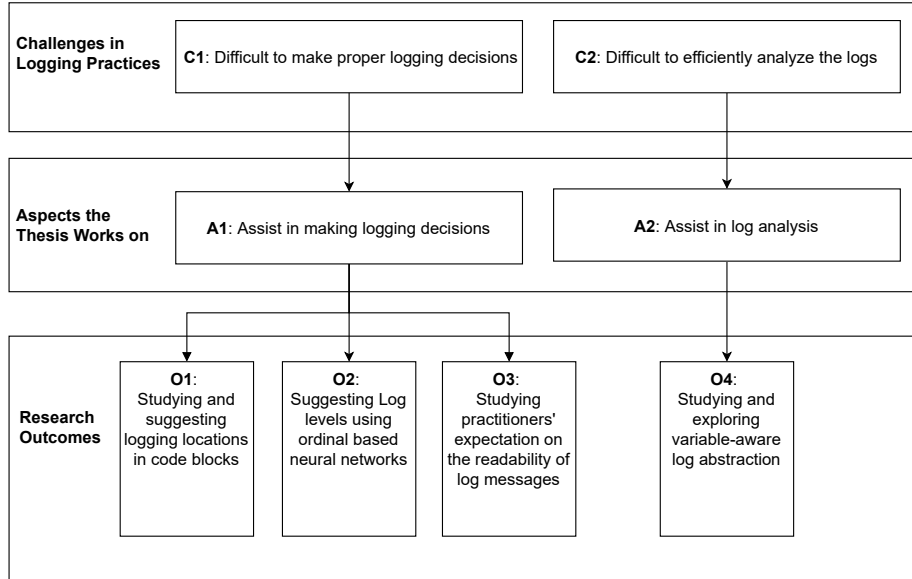 Challenges in
Logging Practices
C1: Difficult to make proper logging decisions
C2: Difficult to efficiently analyze the logs
Aspects the
Thesis Works on
A1: Assist in making logging decisions
A2: Assist in log analysis
Research
Outcomes
O1:
Studying and
suggesting
logging locations
in code blocks
O2:
Suggesting Log
levels using
ordinal based
neural networks
O3:
Studying
practitioners'
expectation on
the readability of
log messages
O4:
Studying and
exploring
variable-aware
log abstraction